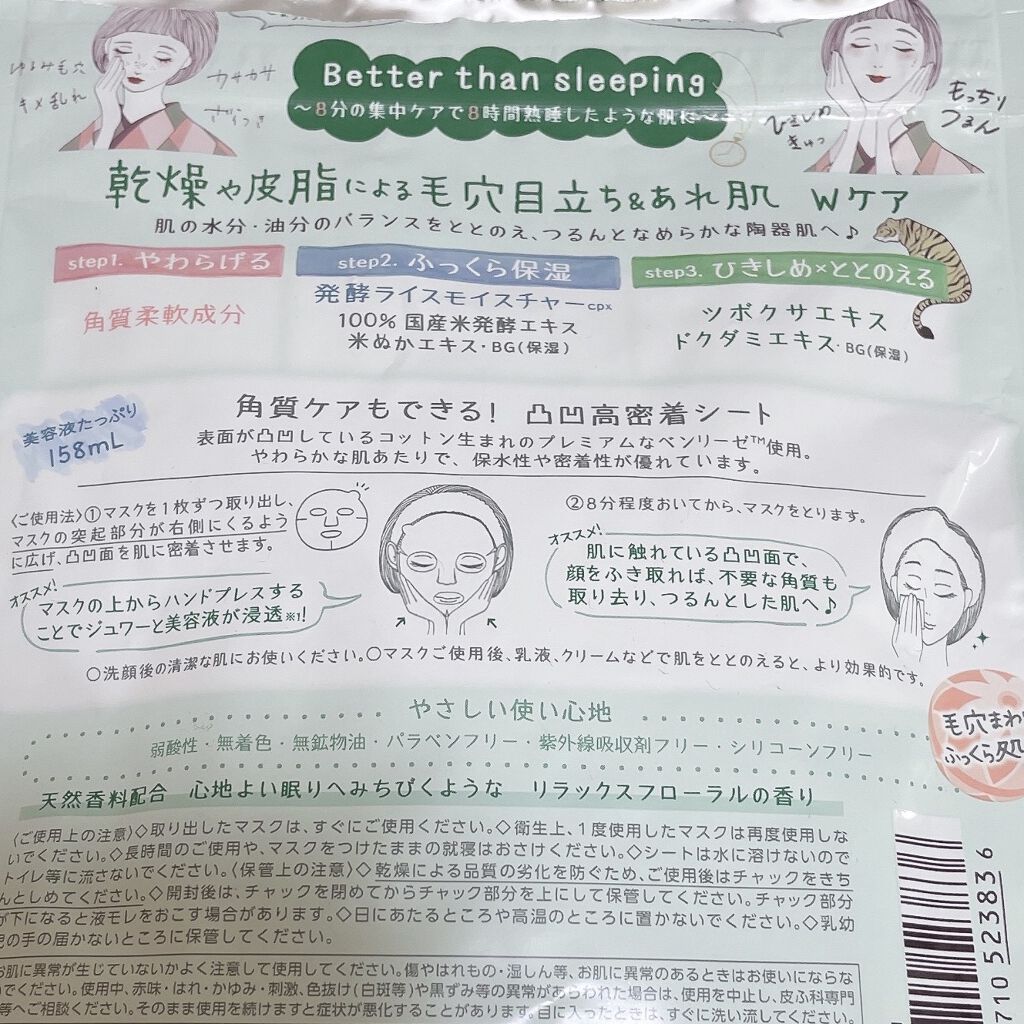 ゆるみ毛穴
キメ乱れ
カサカサ
ざらつき
Better than sleeping
〜8分の集中ケアで8時間熟睡したような肌に〜
ひきしめ
きゅっ
もっちり
つるん
乾燥や皮脂による毛穴目立ち&あれ肌 Wケア
肌の水分・油分のバランスをととのえ、つるんとなめらかな陶器肌へ♪
step1. やわらげる
角質柔軟成分
step2. ふっくら保湿
発酵ライスモイスチャーcpx
100% 国産米発酵エキス
米ぬかエキス・BG(保湿)
step3. ひきしめ×ととのえる
ツボクサエキス
ドクダミエキス・BG(保湿)
美容液たっぷり
158mL
角質ケアもできる! 凸凹高密着シート
表面が凸凹しているコットン生まれのプレミアムなベンリーゼ™使用。
やわらかな肌あたりで、保水性や密着性が優れています。
〈ご使用法〉①マスクを1枚ずつ取り出し、
マスクの突起部分が右側にくるよう
に広げ、凸凹面を肌に密着させます。
オススメ!
マスクの上からハンドプレスする
ことでジュワーと美容液が浸透※1!
②8分程度おいてから、マスクをとります。
オススメ!
肌に触れている凸凹面で、
顔をふき取れば、不要な角質も
取り去り、つるんとした肌へ♪
○洗顔後の清潔な肌にお使いください。○マスクご使用後、乳液、クリームなどで肌をととのえると、より効果的です。
やさしい使い心地
弱酸性・無着色・無鉱物油・パラベンフリー・紫外線吸収剤フリー・シリコーンフリー
毛穴まわり
ふっくら処
天然香料配合 心地よい眠りへみちびくような リラックスフローラルの香り
〈ご使用上の注意〉◇取り出したマスクは、すぐにご使用ください。◇衛生上、1度使用したマスクは再度使用しな
いでください。◇長時間のご使用や、マスクをつけたままの就寝はおさけください。◇シートは水に溶けないので
トイレ等に流さないでください。〈保管上の注意〉◇乾燥による品質の劣化を防ぐため、ご使用後はチャックをきち
んとしめてください。◇開封後は、チャックを閉めてからチャック部分を上にして保管してください。チャック部分
が下になると液モレをおこす場合があります。◇日にあたるところや高温のところに置かないでください。◇乳幼
児の手の届かないところに保管してください。
お肌に異常が生じていないかよく注意して使用してください。傷やはれもの・湿しん等、お肌に異常のあるときはお使いにならな
いでください。使用中、赤味・はれ・かゆみ・刺激、色抜け(白斑等)や黒ずみ等の異常があらわれた場合は、使用を中止し、皮ふ科専門
等へご相談ください。そのまま使用を続けますと症状が悪化することがあります。目に入ったときは、すぐに洗い流してください。
710 523836